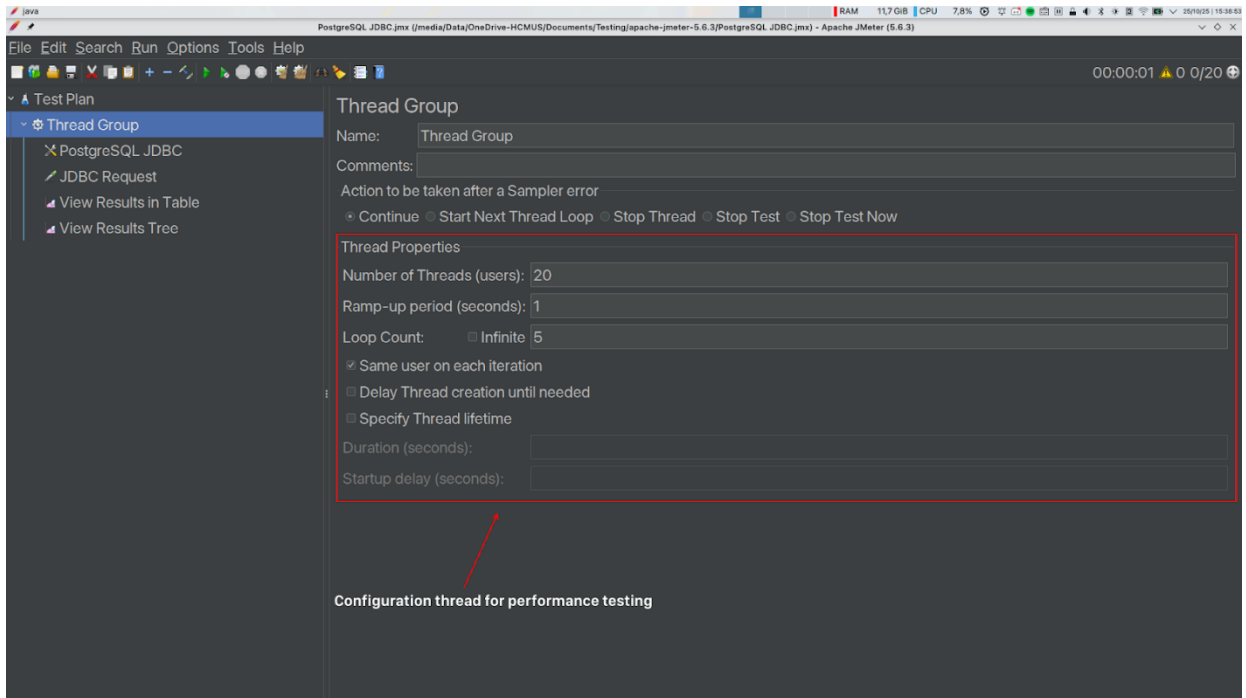 java
RAM 11,7 GiB CPU 7,8% 25/10/25 | 15:38:53
PostgreSQL JDBC.jmx (/media/Data/OneDrive-HCMUS/Documents/Testing/apache-jmeter-5.6.3/PostgreSQL JDBC.jmx) - Apache JMeter (5.6.3)
File Edit Search Run Options Tools Help
00:00:01 0 0/20
Test Plan
Thread Group
PostgreSQL JDBC
JDBC Request
View Results in Table
View Results Tree
Thread Group
Name: Thread Group
Comments:
Action to be taken after a Sampler error
Continue Start Next Thread Loop Stop Thread Stop Test Stop Test Now
Thread Properties
Number of Threads (users): 20
Ramp-up period (seconds): 1
Loop Count: Infinite 5
Same user on each iteration
Delay Thread creation until needed
Specify Thread lifetime
Duration (seconds):
Startup delay (seconds):
Configuration thread for performance testing